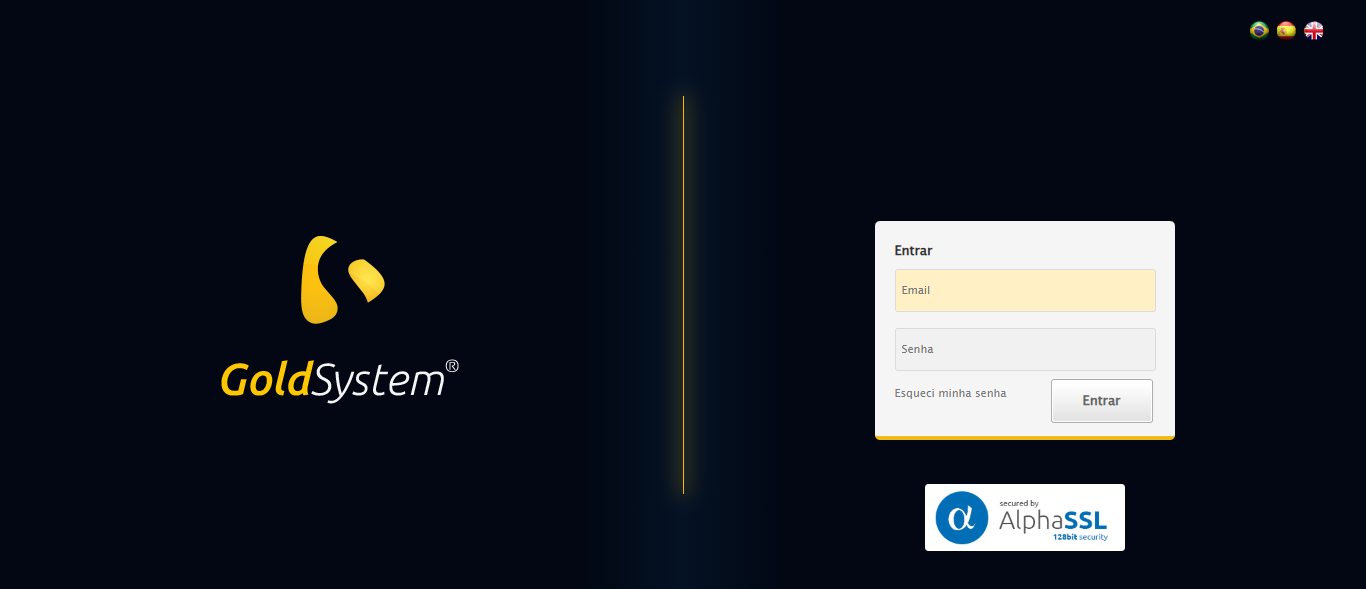 GoldSystem®
Entrar
Email
Senha
Esqueci minha senha
Entrar
α
secured by
AlphaSSL
128bit security